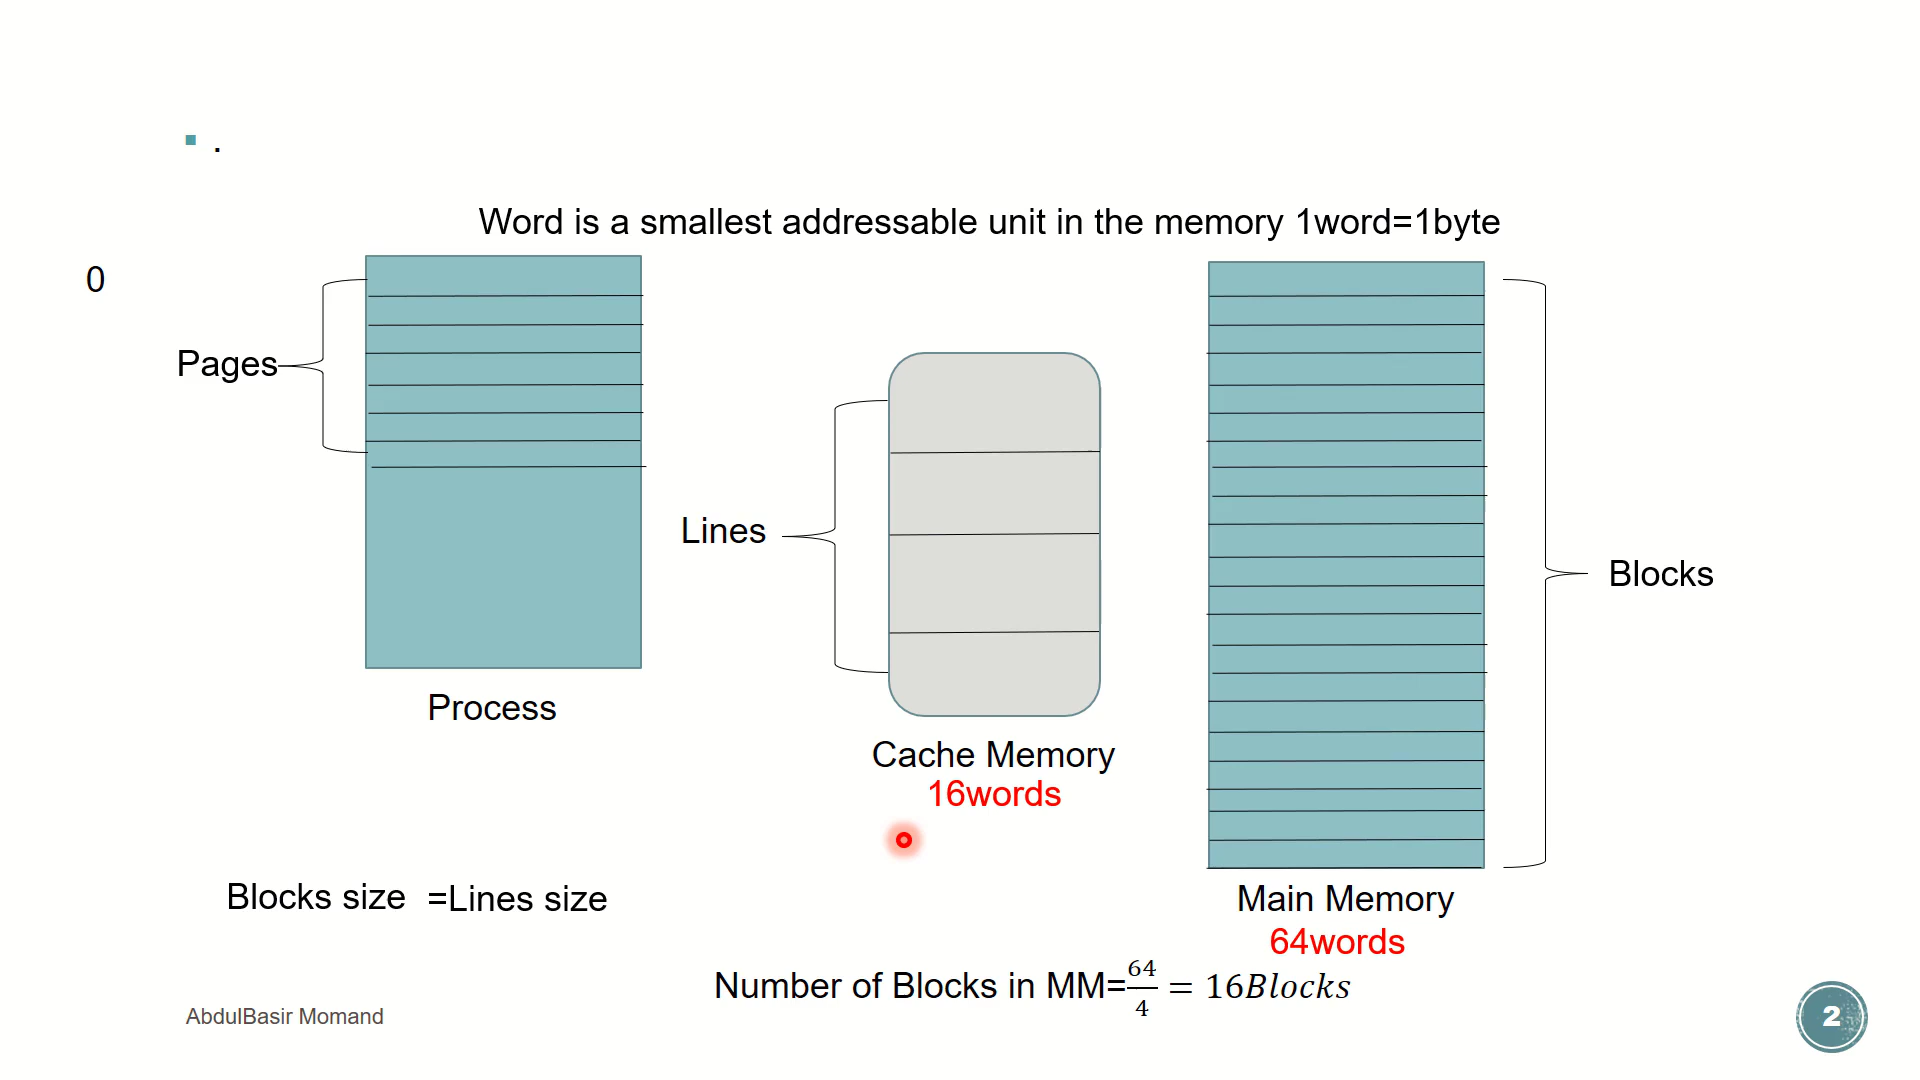 .
Word is a smallest addressable unit in the memory 1word=1byte
0
Pages
Lines
Blocks
Process
Cache Memory
16words
Blocks size =Lines size
Main Memory
64words
Number of Blocks in MM=64/4 = 16Blocks
AbdulBasir Momand
2